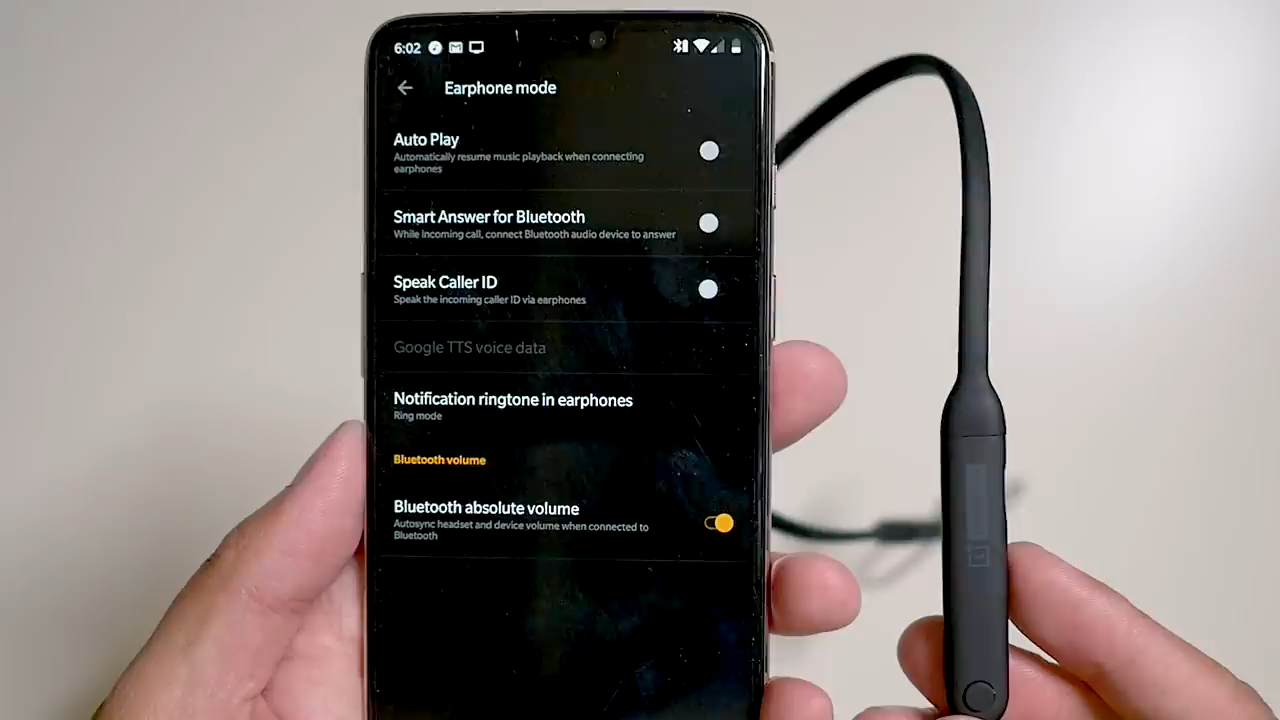 6:02
Earphone mode
Auto Play
Automatically resume music playback when connecting
earphones
Smart Answer for Bluetooth
While incoming call, connect Bluetooth audio device to answer
Speak Caller ID
Speak the incoming caller ID via earphones
Google TTS voice data
Notification ringtone in earphones
Ring mode
Bluetooth volume
Bluetooth absolute volume
Autosync headset and device volume when connected to
Bluetooth